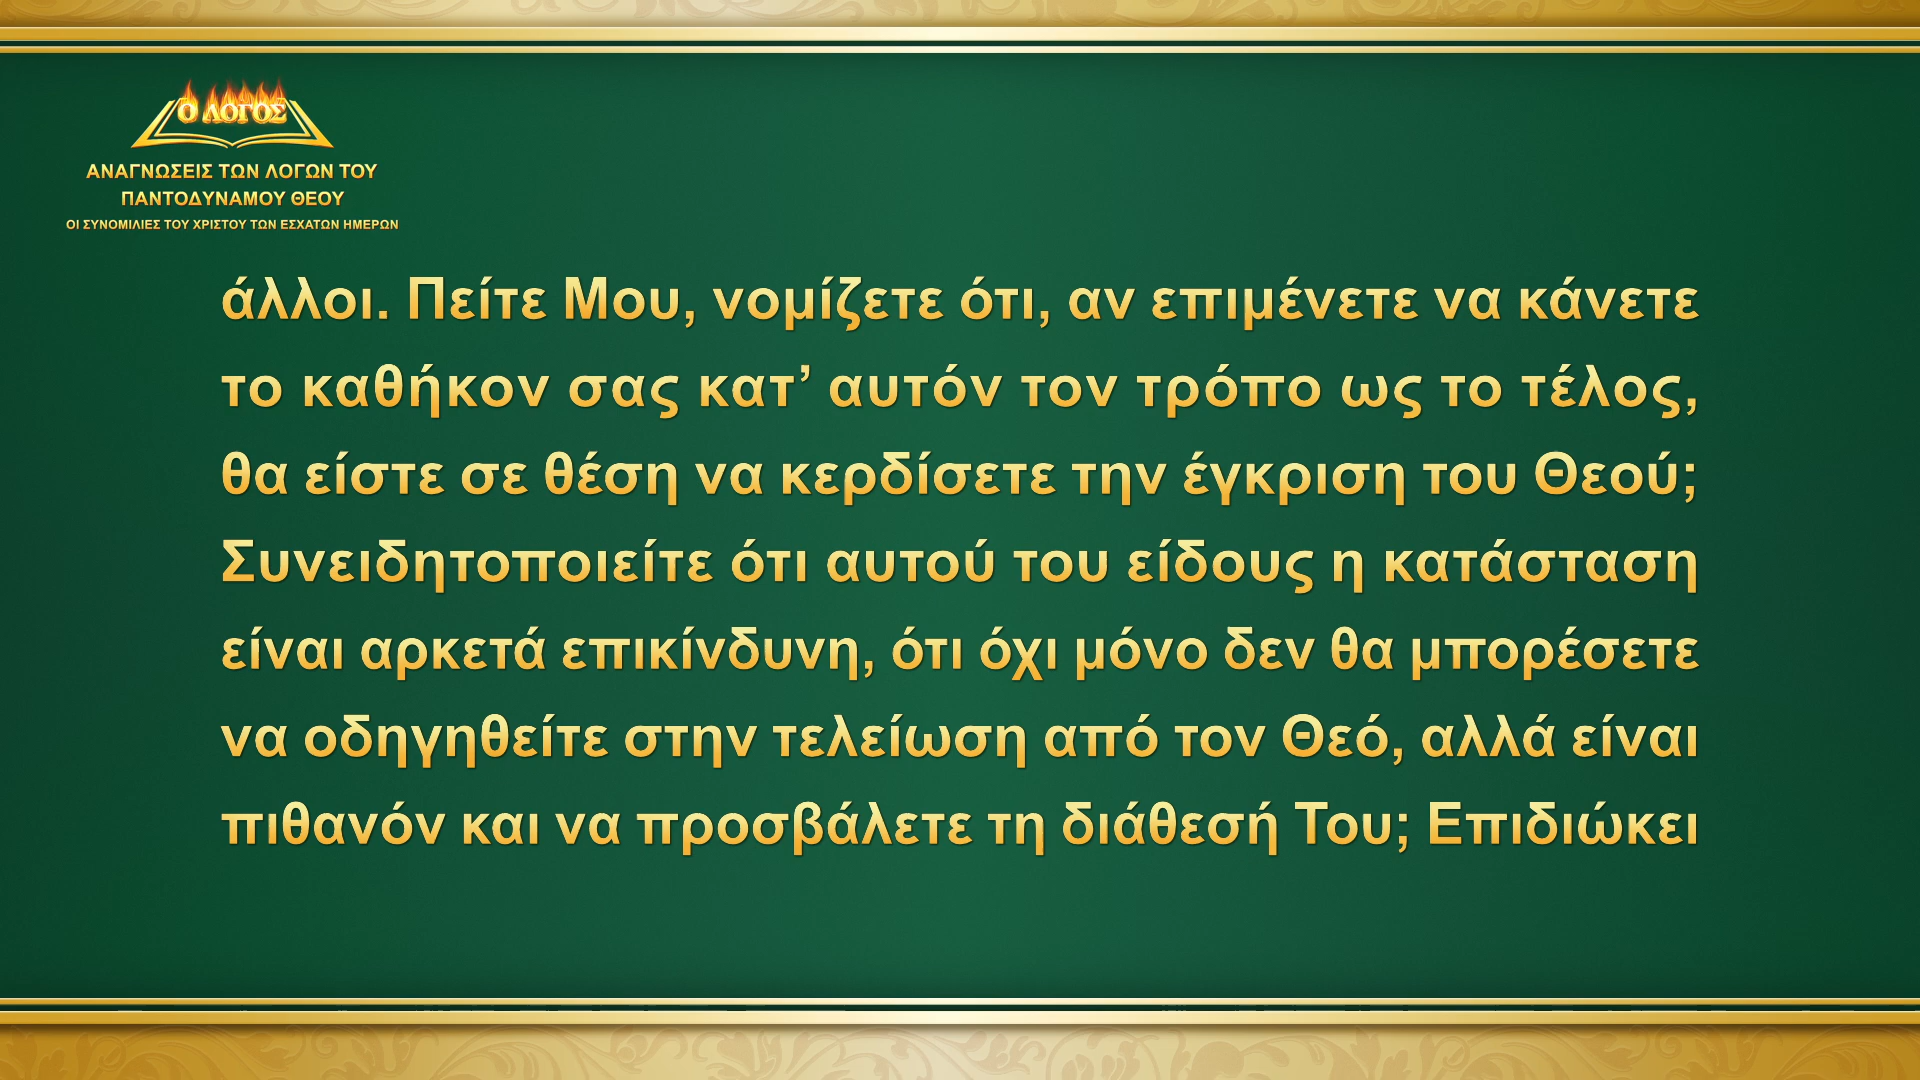 Ο ΛΟΓΟΣ
ΑΝΑΓΝΩΣΕΙΣ ΤΩΝ ΛΟΓΩΝ ΤΟΥ
ΠΑΝΤΟΔΥΝΑΜΟΥ ΘΕΟΥ
ΟΙ ΣΥΝΟΜΙΛΙΕΣ ΤΟΥ ΧΡΙΣΤΟΥ ΤΩΝ ΕΣΧΑΤΩΝ ΗΜΕΡΩΝ
άλλοι. Πείτε Μου, νομίζετε ότι, αν επιμένετε να κάνετε
το καθήκον σας κατ’ αυτόν τον τρόπο ως το τέλος,
θα είστε σε θέση να κερδίσετε την έγκριση του Θεού;
Συνειδητοποιείτε ότι αυτού του είδους η κατάσταση
είναι αρκετά επικίνδυνη, ότι όχι μόνο δεν θα μπορέσετε
να οδηγηθείτε στην τελείωση από τον Θεό, αλλά είναι
πιθανόν και να προσβάλετε τη διάθεσή Του; Επιδιώκει